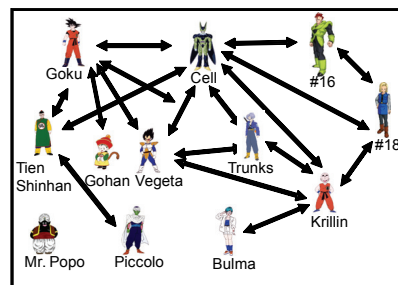 Goku
Cell
#16
#18
Tien
Shinhan
Gohan Vegeta
Trunks
Krillin
Mr. Popo
Piccolo
Bulma